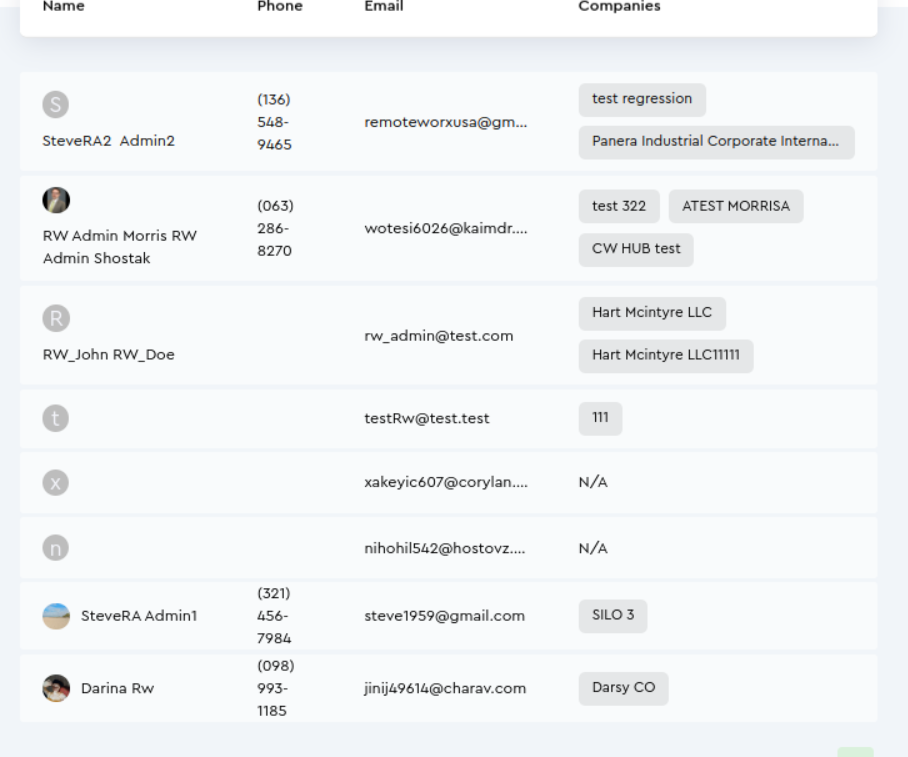 Name Phone Email Companies
S
SteveRA2 Admin2
(136)
548-
9465
remoteworxusa@gm...
test regression
Panera Industrial Corporate Interna...
RW Admin Morris RW
Admin Shostak
(063)
286-
8270
wotesi6026@kaimdr....
test 322 ATEST MORRISA
CW HUB test
R
RW_John RW_Doe
rw_admin@test.com
Hart Mcintyre LLC
Hart Mcintyre LLC11111
t
testRw@test.test
111
x
xakeyic607@corylan....
N/A
n
nihohil542@hostovz....
N/A
SteveRA Admin1
(321)
456-
7984
steve1959@gmail.com
SILO 3
Darina Rw
(098)
993-
1185
jinij49614@charav.com
Darsy CO